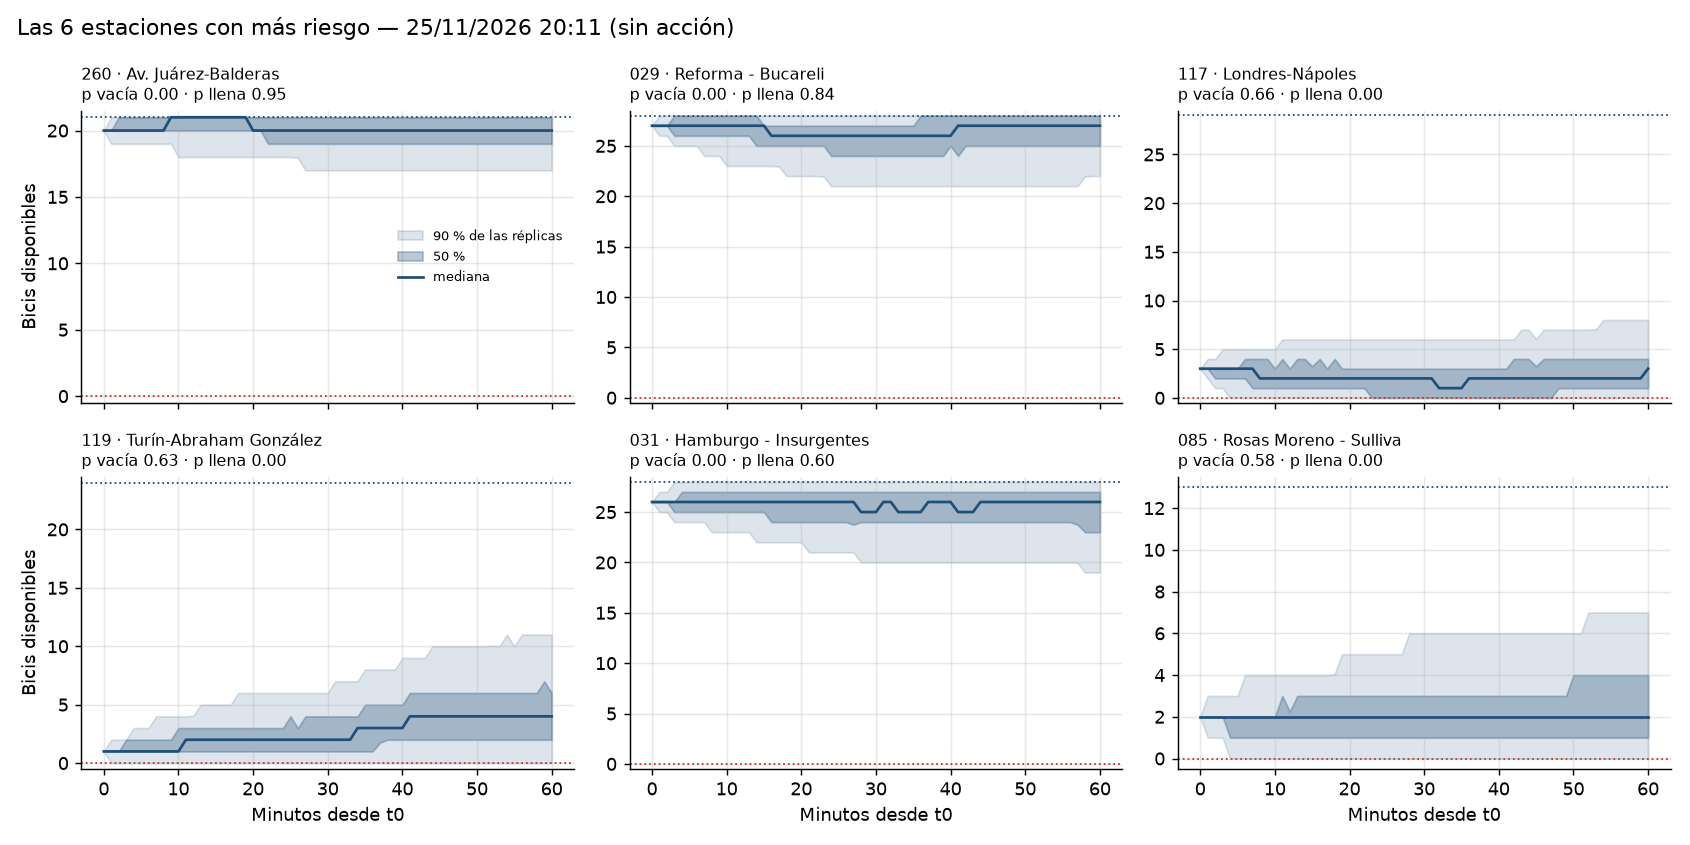 Las 6 estaciones con más riesgo — 25/11/2026 20:11 (sin acción)
260 · Av. Juárez-Balderas
p vacía 0.00 · p llena 0.95
029 · Reforma - Bucareli
p vacía 0.00 · p llena 0.84
117 · Londres-Nápoles
p vacía 0.66 · p llena 0.00
Bicis disponibles
20
15
10
5
0
90 % de las réplicas
50 %
mediana
25
20
15
10
5
0
25
20
15
10
5
0
119 · Turín-Abraham González
p vacía 0.63 · p llena 0.00
031 · Hamburgo - Insurgentes
p vacía 0.00 · p llena 0.60
085 · Rosas Moreno - Sulliva
p vacía 0.58 · p llena 0.00
Bicis disponibles
20
15
10
5
0
0 10 20 30 40 50 60
Minutos desde t0
25
20
15
10
5
0
0 10 20 30 40 50 60
Minutos desde t0
12
10
8
6
4
2
0
0 10 20 30 40 50 60
Minutos desde t0